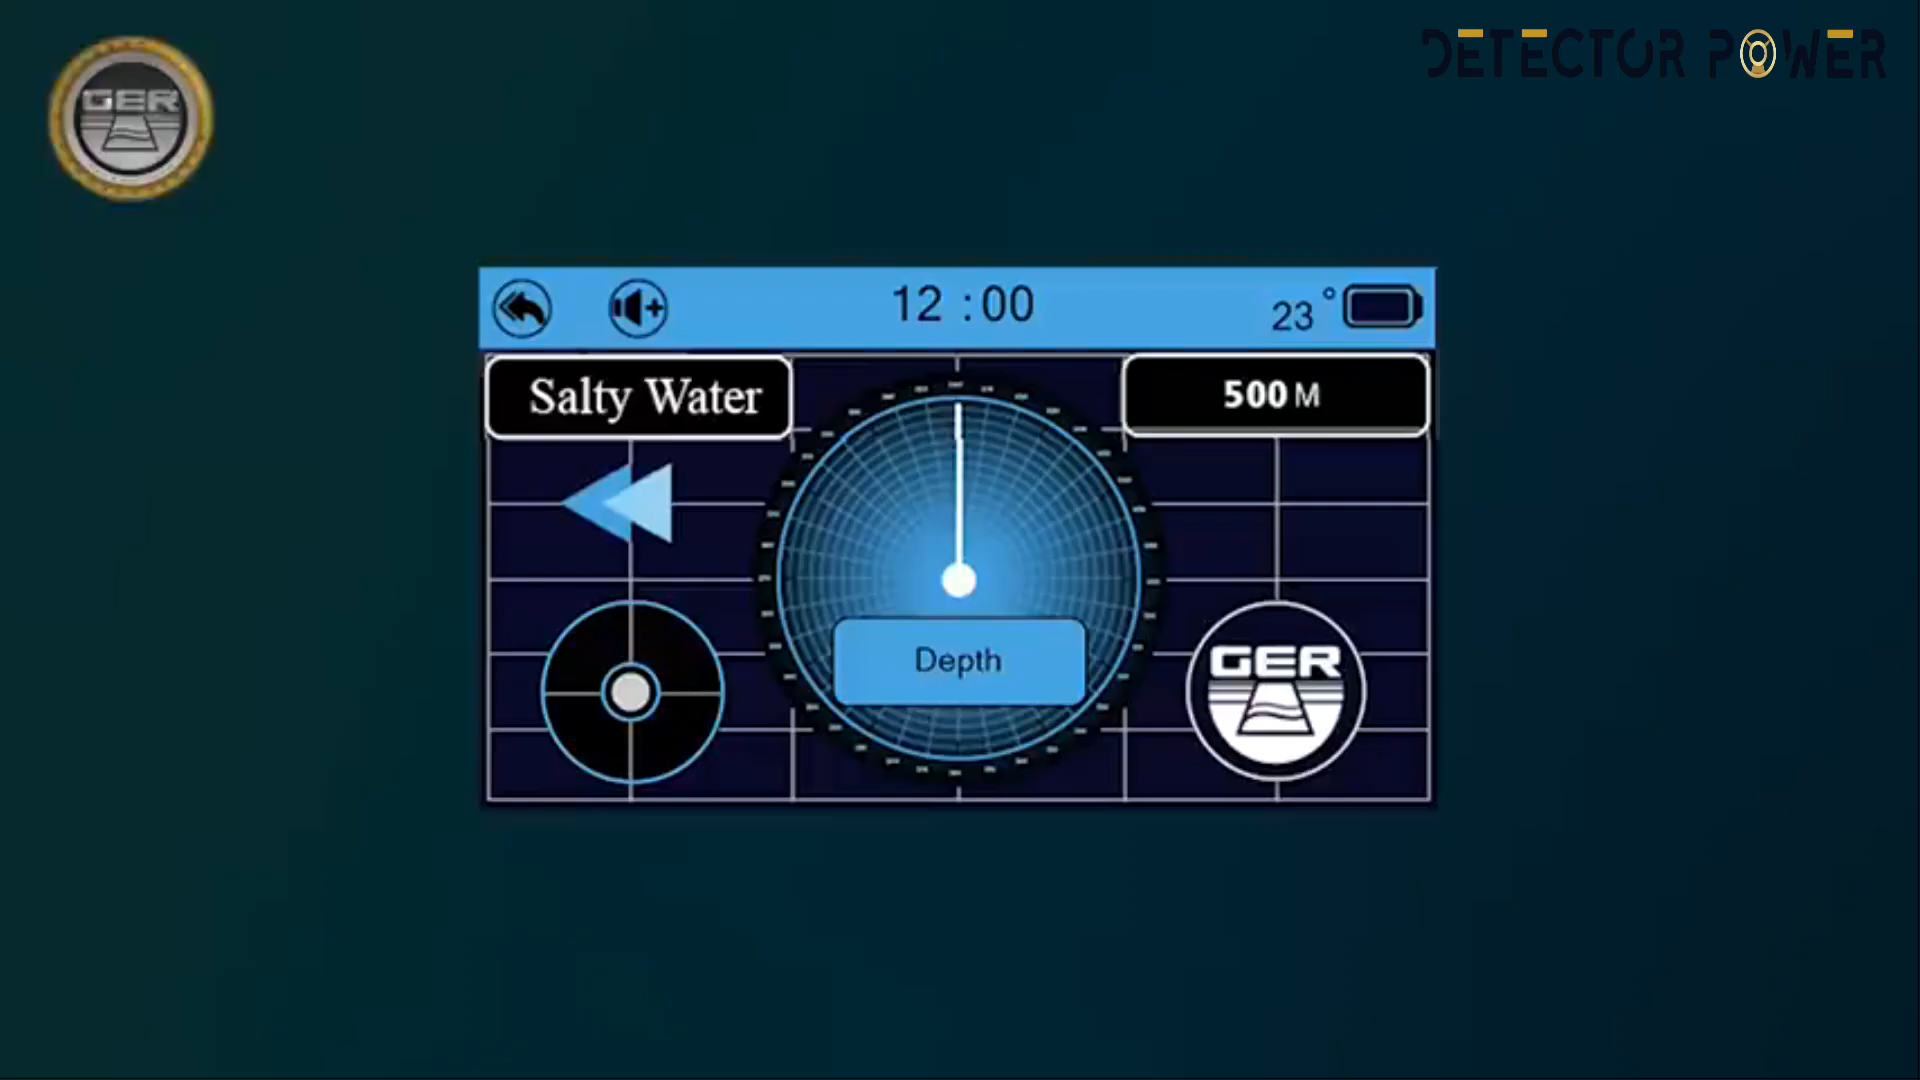 GER
DETECTOR POWER
12 :00
23 °
Salty Water
500 M
Depth
GER